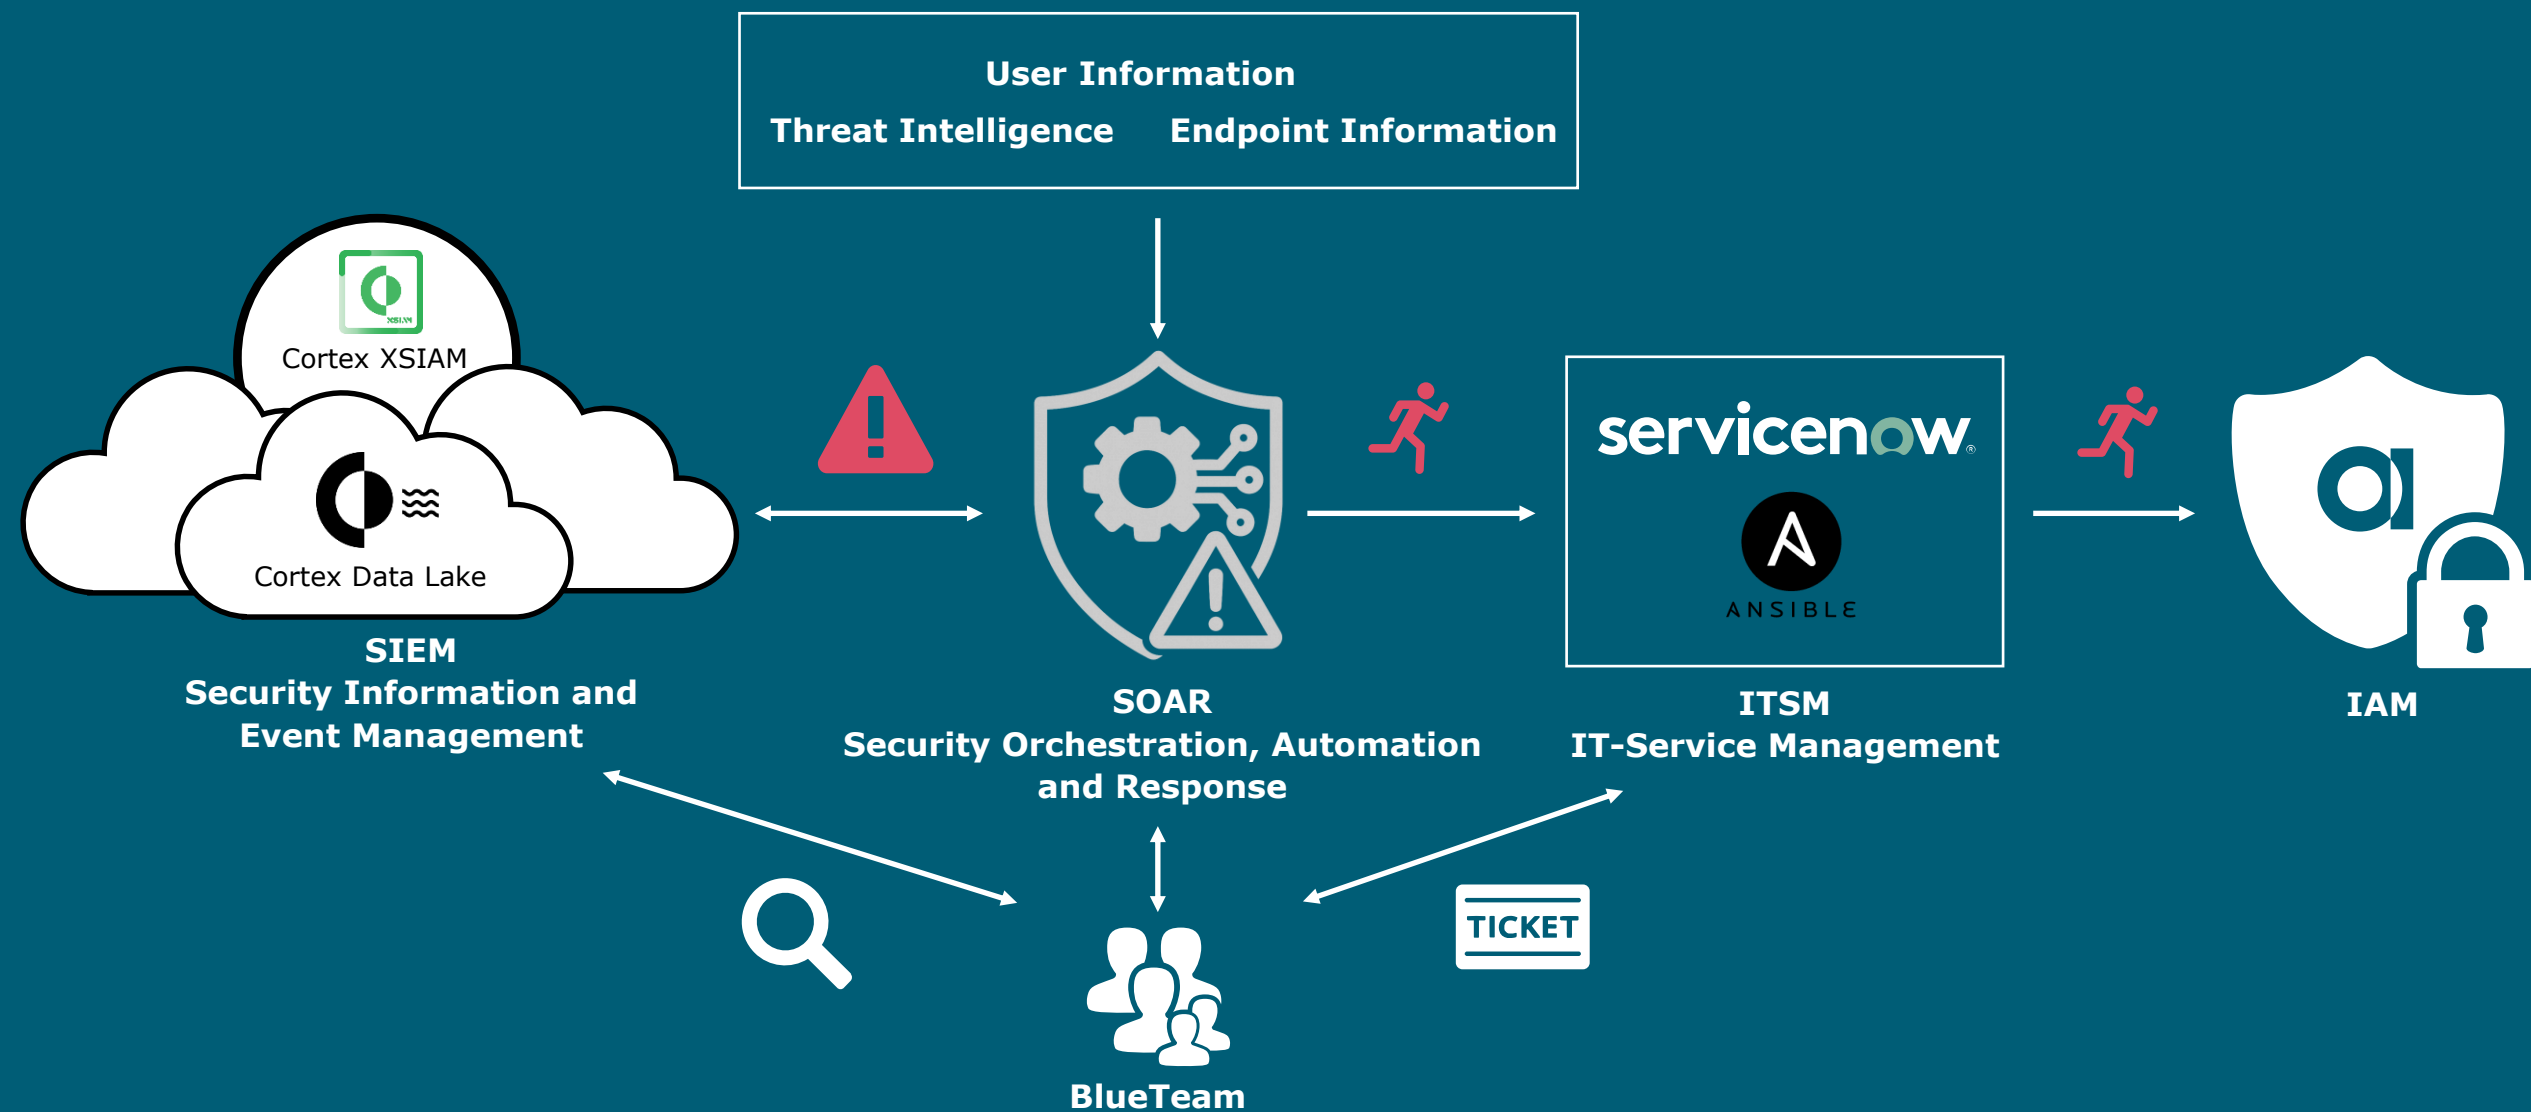 User Information
Threat Intelligence Endpoint Information
XSIAM
Cortex XSIAM
Cortex Data Lake
SIEM
Security Information and
Event Management
SOAR
Security Orchestration, Automation
and Response
servicenow®
ANSIBLE
ITSM
IT-Service Management
IAM
TICKET
BlueTeam